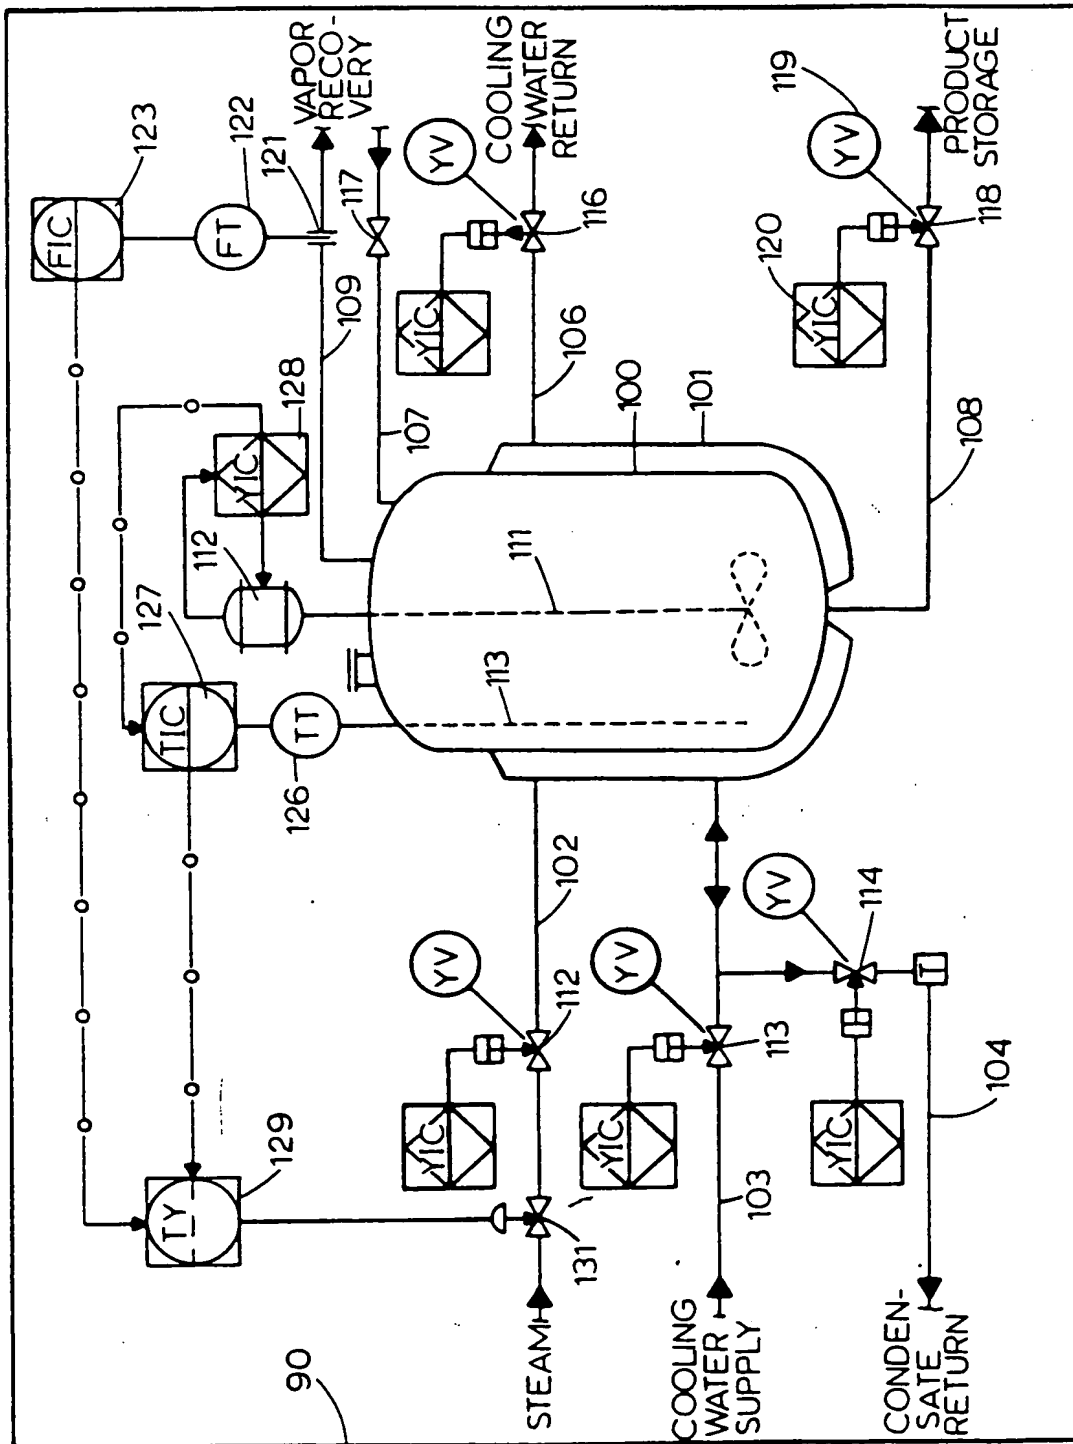 FIC
123
FT
122
121
VAPOR
RECO-
VERY
117
YV
COOLING
WATER
RETURN
116
YIC
109
107
106
YV
119
PRODUCT
STORAGE
118
120
YIC
128
YIC
112
127
TIC
TT
126
113
111
100
101
108
102
YV
112
YIC
YV
113
YIC
YV
114
T
YIC
104
103
TY
129
131
STEAM
COOLING
WATER
SUPPLY
CONDEN-
SATE
RETURN
90